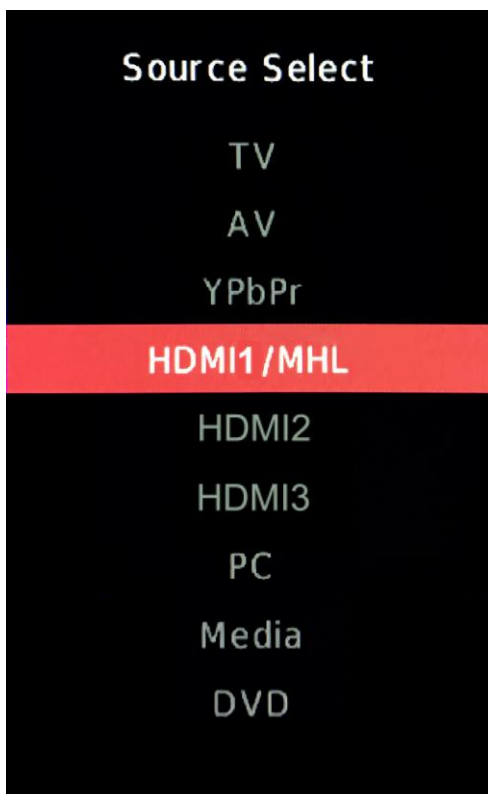 Source Select
TV
AV
YPbPr
HDMI1/MHL
HDMI2
HDMI3
PC
Media
DVD